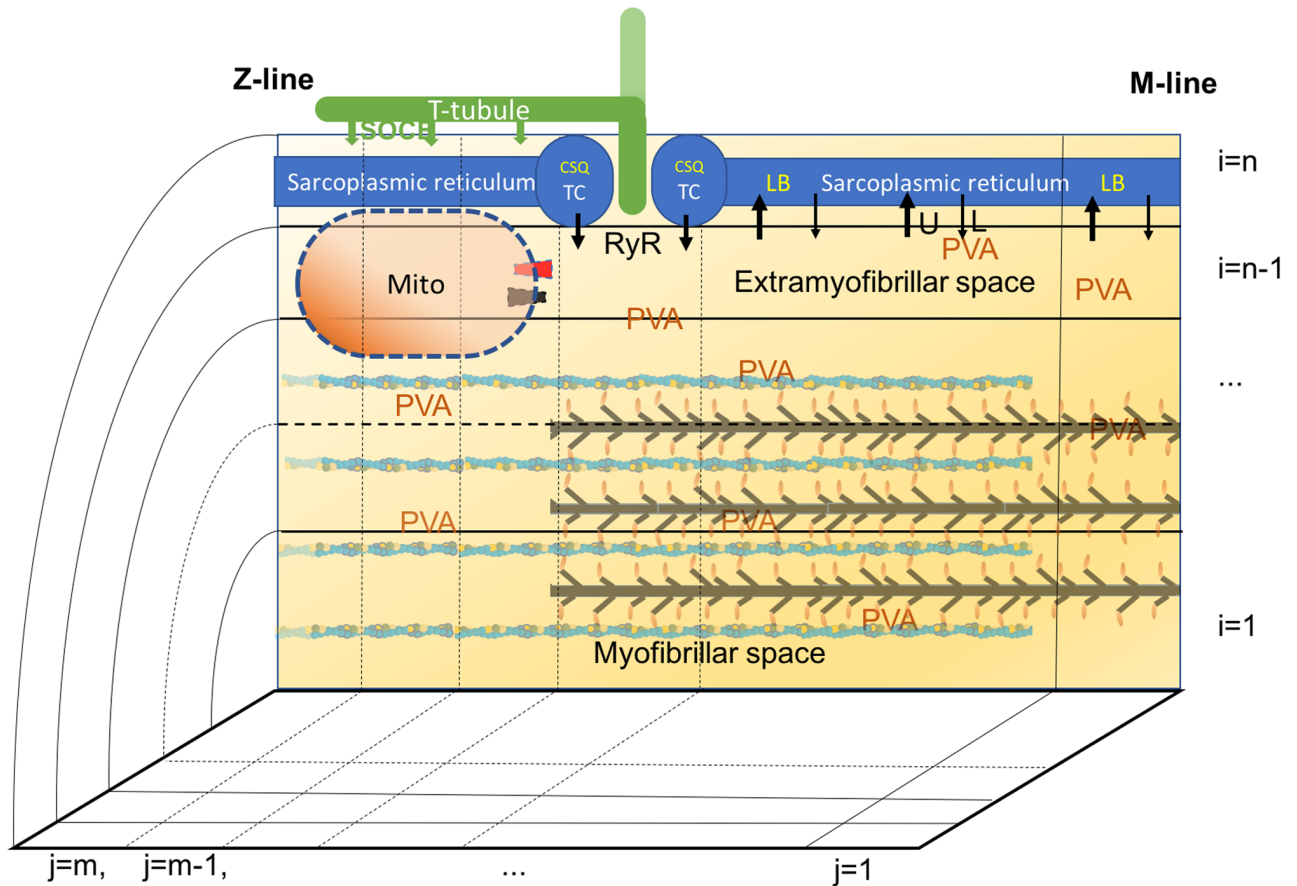 Z-line
M-line
T-tubule
SOCE
i=n
CSQ
TC
CSQ
TC
Sarcoplasmic reticulum
LB
Sarcoplasmic reticulum
LB
RyR
U
L
PVA
i=n-1
Mito
Extramyofibrillar space
PVA
PVA
PVA
...
PVA
PVA
PVA
PVA
PVA
i=1
Myofibrillar space
j=m,
j=m-1,
...
j=1